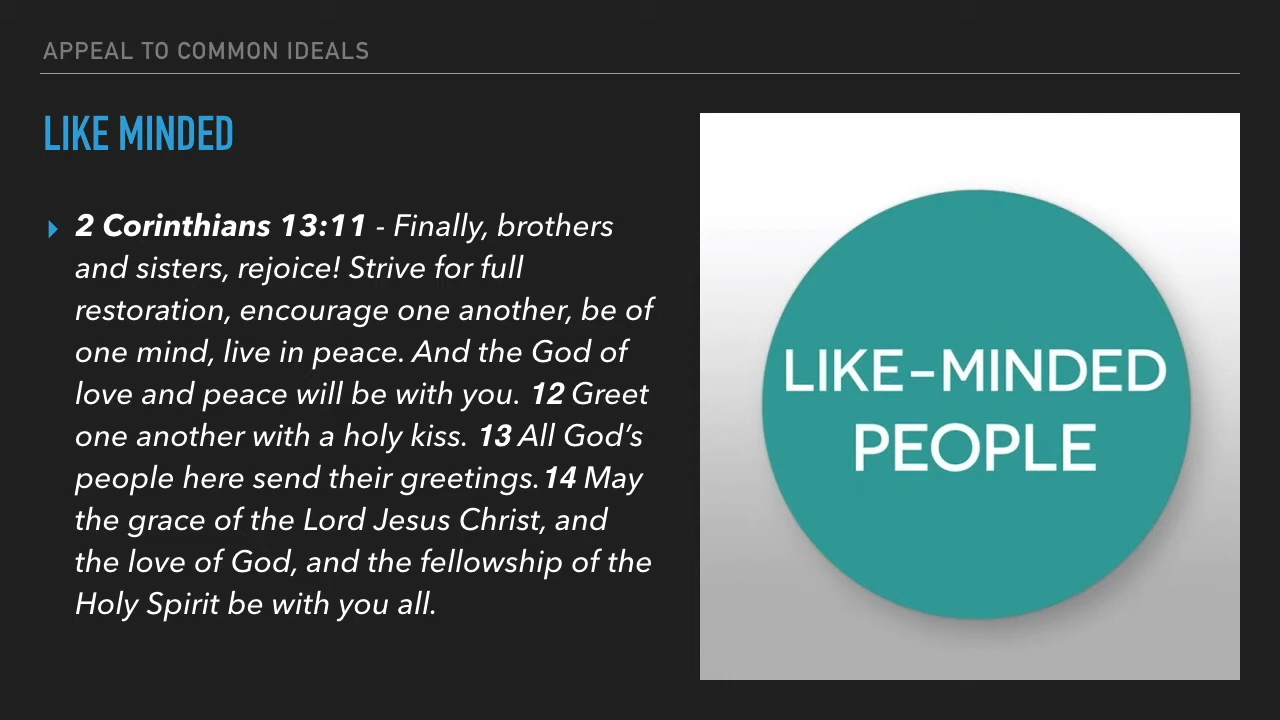 APPEAL TO COMMON IDEALS
LIKE MINDED
2 Corinthians 13:11 - Finally, brothers
and sisters, rejoice! Strive for full
restoration, encourage one another, be of
one mind, live in peace. And the God of
love and peace will be with you. 12 Greet
one another with a holy kiss. 13 All God’s
people here send their greetings. 14 May
the grace of the Lord Jesus Christ, and
the love of God, and the fellowship of the
Holy Spirit be with you all.
LIKE-MINDED
PEOPLE